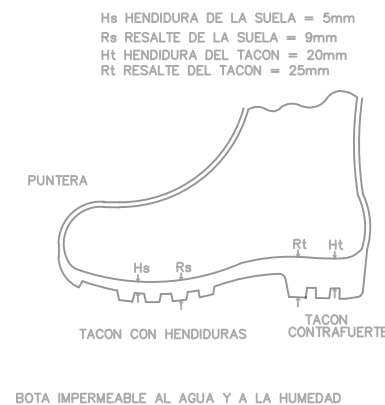 Hs HENDIDURA DE LA SUELA = 5mm
Rs RESALTE DE LA SUELA = 9mm
Ht HENDIDURA DEL TACON = 20mm
Rt RESALTE DEL TACON = 25mm
PUNTERA
Rt Ht
Hs Rs
TACON CON HENDIDURAS
TACON
CONTRAFUERTE
BOTA IMPERMEABLE AL AGUA Y A LA HUMEDAD